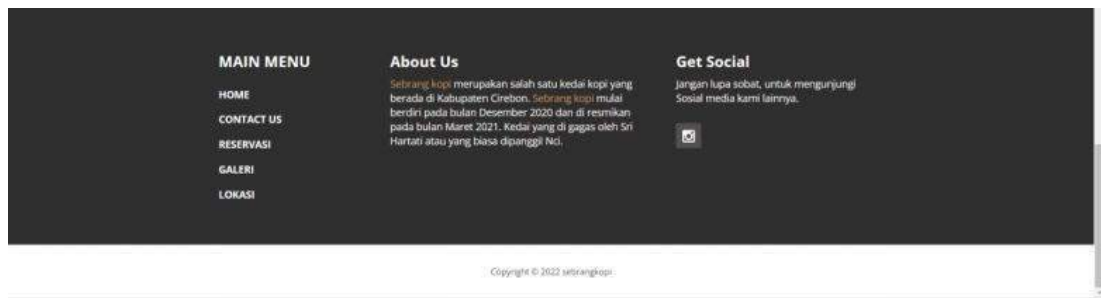 MAIN MENU
HOME
CONTACT US
RESERVASI
GALERI
LOKASI
About Us
Sebrang kopi merupakan salah satu kedai kopi yang
berada di Kabupaten Cirebon. Sebrang kopi mulai
berdiri pada bulan Desember 2020 dan di resmikan
pada bulan Maret 2021. Kedai yang di gagas oleh Sri
Hartati atau yang biasa dipanggil Nci.
Get Social
Jangan lupa sobat, untuk mengunjungi
Sosial media kami lainnya.
Copyright © 2022 sebrangkopi